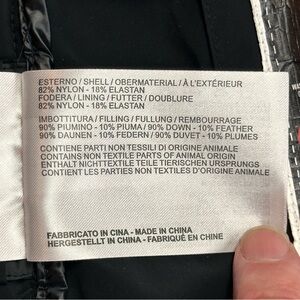 ESTERNO / SHELL / OBERMATERIAL / À L'EXTÉRIEUR
82% NYLON - 18% ELASTAN
FODERA / LINING / FUTTER / DOUBLURE
82% NYLON - 18% ELASTAN
IMBOTTITURA / FILLING / FULLUNG / REMBOURRAGE
90% PIUMINO - 10% PIUMA / 90% DOWN - 10% FEATHER
90% DAUNEN - 10% FEDERN / 90% DUVET - 10% PLUMES
CONTIENE PARTI NON TESSILI DI ORIGINE ANIMALE
CONTAINS NON TEXTILE PARTS OF ANIMAL ORIGIN
ENTHALT NICHTTEXTILE TEILE TIERISCHEN URSPRUNGS
CONTIENT LES PARTIES NON TEXTILES D'ORIGINE ANIMALE
FABBRICATO IN CINA - MADE IN CHINA
HERGESTELLT IN CHINA - FABRIQUÉ EN CHINE